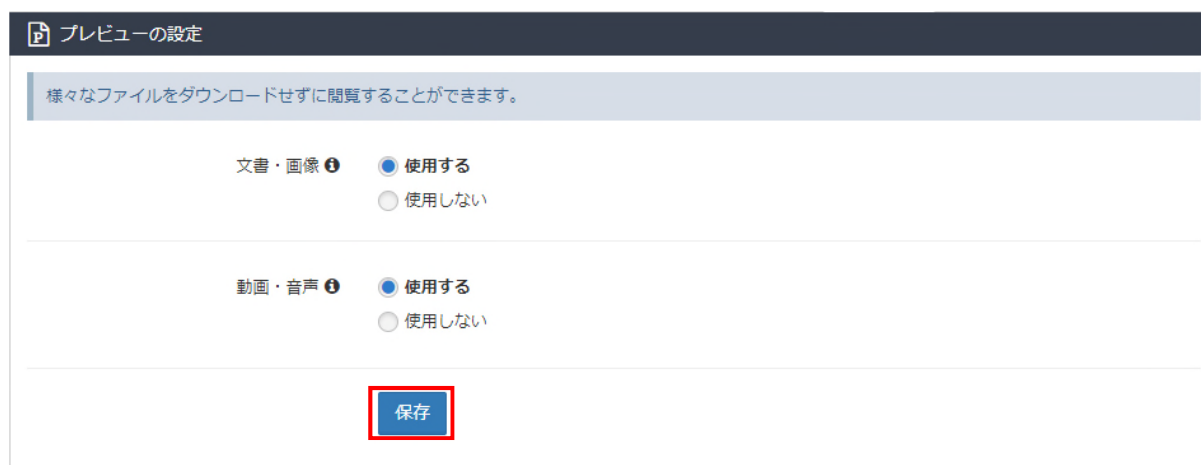 プレビューの設定
様々なファイルをダウンロードせずに閲覧することができます。
文書・画像 使用する
使用しない
動画・音声 使用する
使用しない
保存